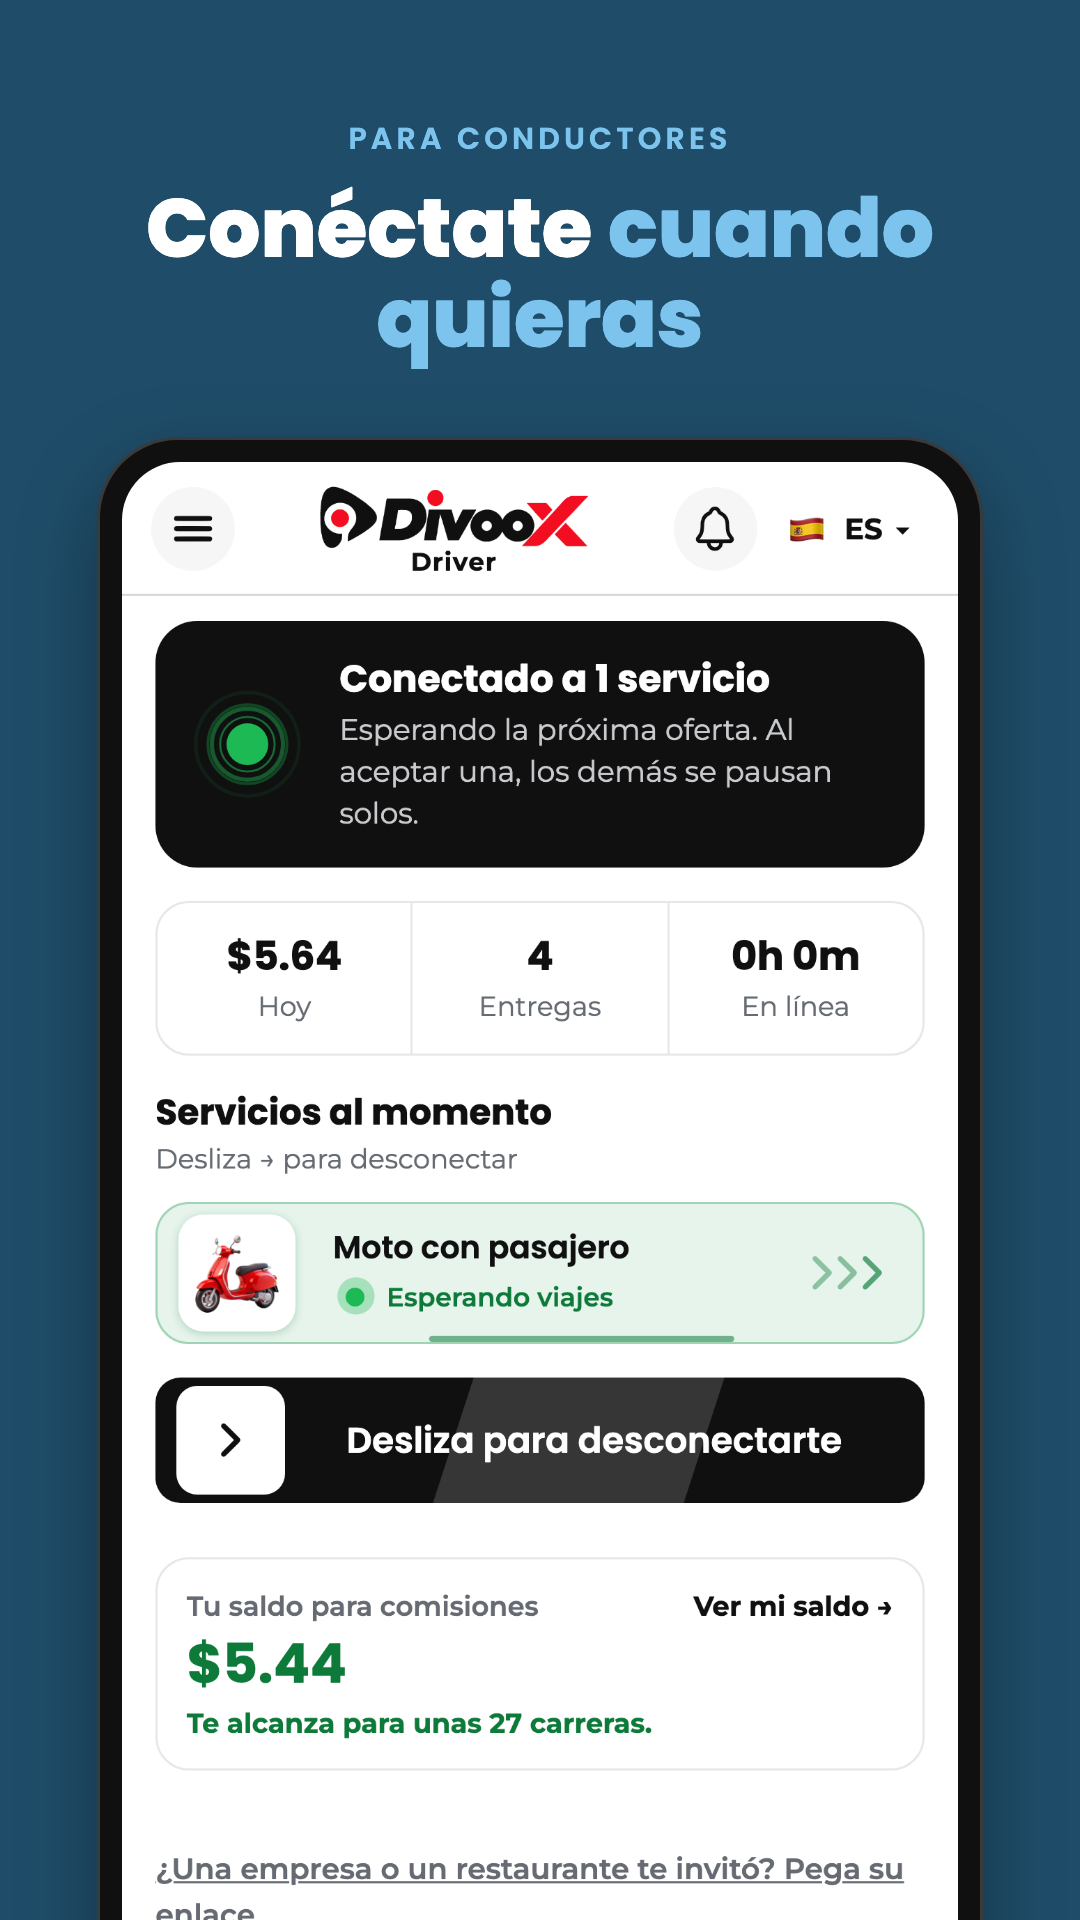 PARA CONDUCTORES
Conéctate cuando
quieras
DivooX
Driver
ES
Conectado a 1 servicio
Esperando la próxima oferta. Al
aceptar una, los demás se pausan
solos.
$5.64
Hoy
4
Entregas
0h 0m
En línea
Servicios al momento
Desliza → para desconectar
Moto con pasajero
Esperando viajes
Desliza para desconectarte
Tu saldo para comisiones
Ver mi saldo →
$5.44
Te alcanza para unas 27 carreras.
¿Una empresa o un restaurante te invitó? Pega su
enlace